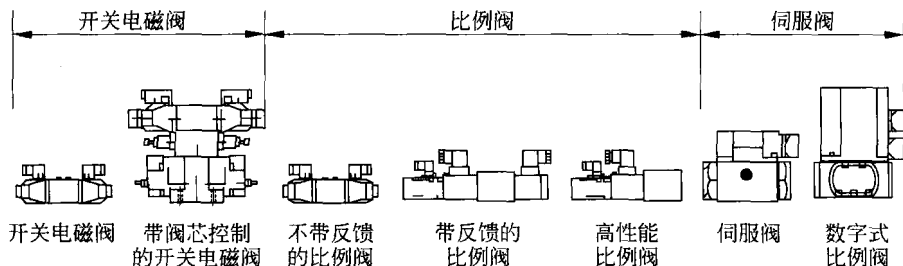 开关电磁阀
比例阀
伺服阀
开关电磁阀
带阀芯控制
的开关电磁阀
不带反馈
的比例阀
带反馈的
比例阀
高性能
比例阀
伺服阀
数字式
比例阀